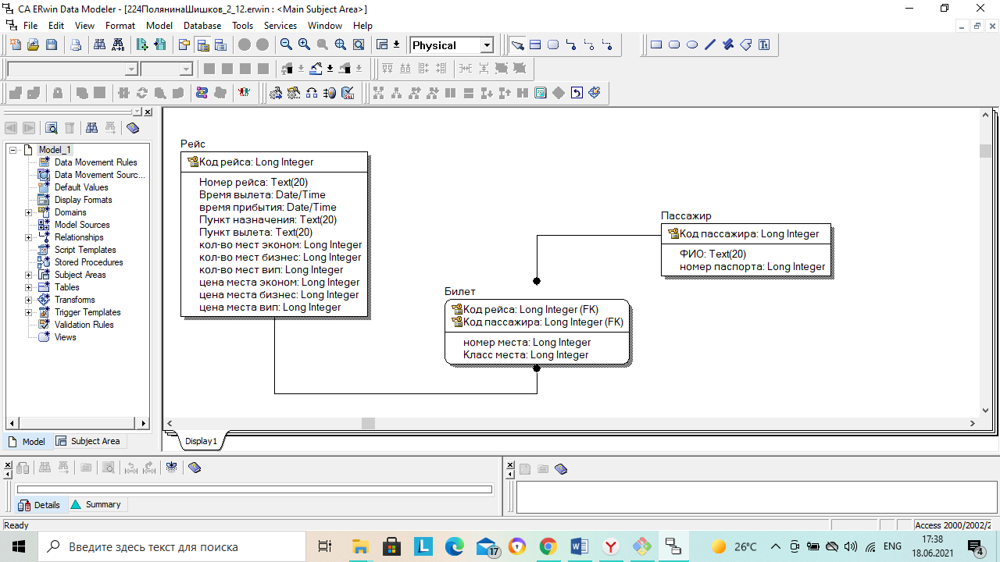 CA ERwin Data Modeler - [224ПолянинаШишков_2_12.erwin : <Main Subject Area>]
File Edit View Format Model Database Tools Services Window Help
Physical
Model_1
Data Movement Rules
Data Movement Sourc...
Default Values
Display Formats
Domains
Model Sources
Relationships
Script Templates
Stored Procedures
Subject Areas
Tables
Transforms
Trigger Templates
Validation Rules
Views
Model Subject Area
Рейс
Код рейса: Long Integer
Номер рейса: Text(20)
Время вылета: Date/Time
время прибытия: Date/Time
Пункт назначения: Text(20)
Пункт вылета: Text(20)
кол-во мест эконом: Long Integer
кол-во мест бизнес: Long Integer
кол-во мест вип: Long Integer
цена места эконом: Long Integer
цена места бизнес: Long Integer
цена места вип: Long Integer
Пассажир
Код пассажира: Long Integer
ФИО: Text(20)
номер паспорта: Long Integer
Билет
Код рейса: Long Integer (FK)
Код пассажира: Long Integer (FK)
номер места: Long Integer
Класс места: Long Integer
Display1
Details Summary
Ready
Access 2000/2002/2
Введите здесь текст для поиска
17
26°C
ENG
17:38
18.06.2021
4